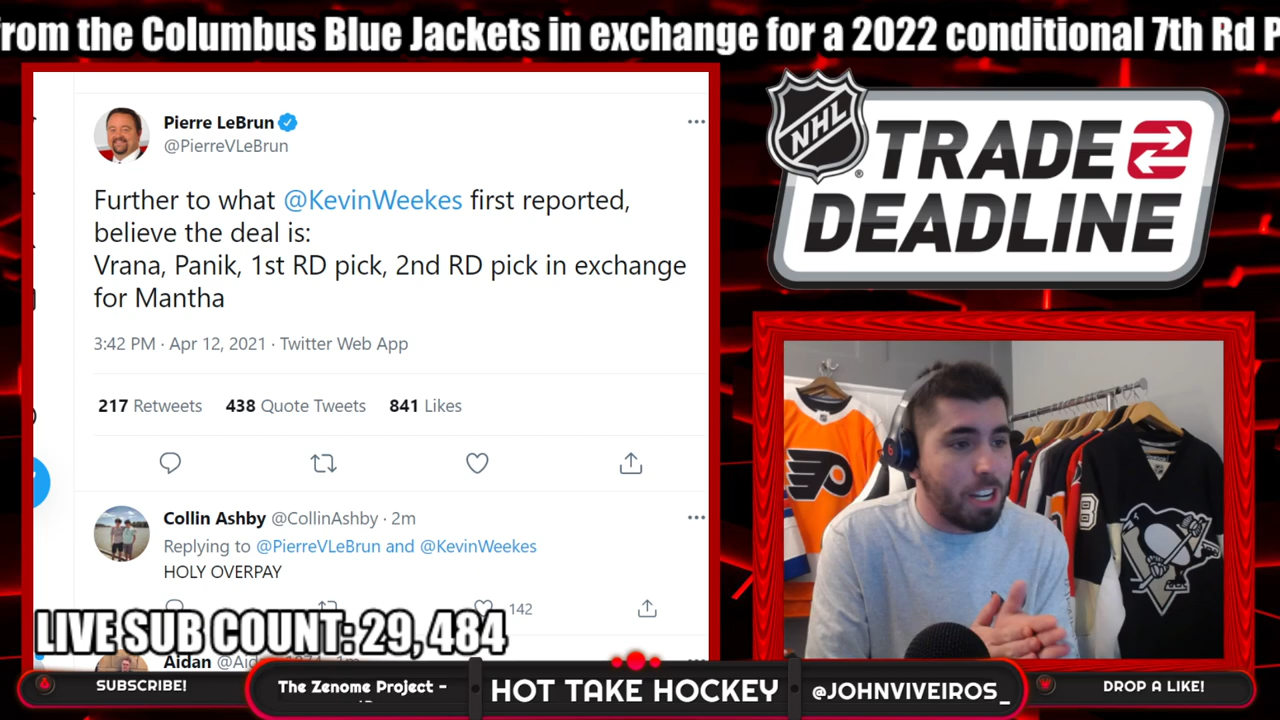 from the Columbus Blue Jackets in exchange for a 2022 conditional 7th Rd P
Pierre LeBrun
@PierreVLeBrun
Further to what @KevinWeekes first reported,
believe the deal is:
Vrana, Panik, 1st RD pick, 2nd RD pick in exchange
for Mantha
3:42 PM · Apr 12, 2021 · Twitter Web App
217 Retweets 438 Quote Tweets 841 Likes
Collin Ashby @CollinAshby · 2m
Replying to @PierreVLeBrun and @KevinWeekes
HOLY OVERPAY
142
LIVE SUB COUNT: 29,484
Aidan
NHL
TRADE
DEADLINE
8
SUBSCRIBE!
The Zenome Project -
HOT TAKE HOCKEY
@JOHNVIVEIROS_
DROP A LIKE!